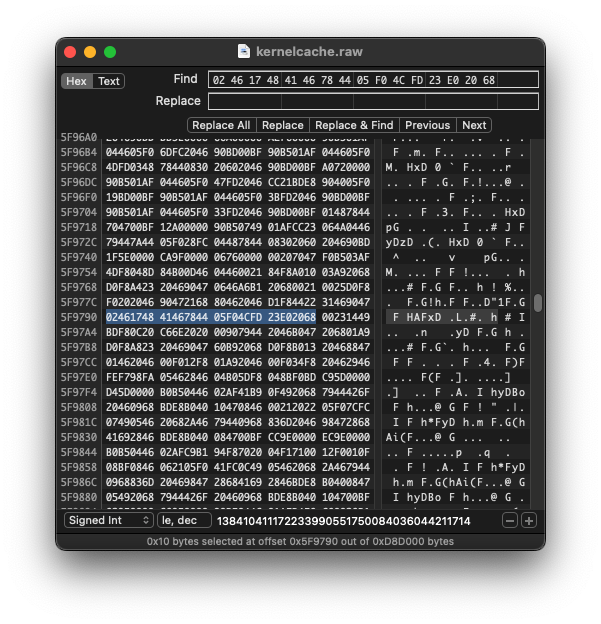 kernelcache.raw
Hex Text Find 02 46 17 48 41 46 78 44 05 F0 4C FD 23 E0 20 68
Replace
Replace All Replace Replace & Find Previous Next
5F96A0
5F96B4 044605F0 6DFC2046 90BD00BF 90B501AF 044605F0 F .m. F.. ... . F .
5F96C8 4DFD0348 78440830 20602046 90BD00BF A0720000 M. HxD 0 ` F.. ..r
5F96DC 90B501AF 044605F0 47FD2046 CC21BDE8 904005F0 .. . F .G. F.!...@ .
5F96F0 19BD00BF 90B501AF 044605F0 3BFD2046 90BD00BF . .. .. . F .;. F.. .
5F9704 90B501AF 044605F0 33FD2046 90BD00BF 01487844 .. . F .3. F.. . HxD
5F9718 704700BF 12A00000 90B50749 01AFCC23 064A0446 pG . . .. I ..# J F
5F972C 79447A44 05F028FC 04487844 08302060 204690BD yDzD .(. HxD 0 ` F..
5F9740 1F5E0000 CA9F0000 06760000 00207047 F0B503AF ^ .. v pG.. .
5F9754 4DF8048D 84B00D46 04460021 84F8A010 03A92068 M. ... F F !... . h
5F9768 D0F8A423 20469047 0646A6B1 20680021 0025D0F8 ...# F.G F.. h ! %..
5F977C F0202046 90472168 80462046 D1F84422 31469047 . F.G!h.F F..D"1F.G
5F9790 02461748 41467844 05F04CFD 23E02068 00231449 F HAFxD .L.#. h # I
5F97A4 BDF80C20 C66E2020 00907944 2046B047 206801A9 .. .n .yD F.G h .
5F97B8 D0F8A823 20469047 60B92068 D0F8B013 20468847 ...# F.G`. h... F.G
5F97CC 01462046 00F012F8 01A92046 00F034F8 20462946 F F . . . F .4. F)F
5F97E0 FEF798FA 05462846 04B05DF8 048BF0BD C95D0000 .... F(F .]. ....]
5F97F4 D45D0000 B0B50446 02AF41B9 0F492068 7944426F .] .. F .A. I hyDBo
5F9808 20460968 BDE8B040 10470846 00212022 05F07CFC F h...@ G F ! " .|.
5F981C 07490546 20682A46 79440968 836D2046 98472868 I F h*FyD h.m F.G(h
5F9830 41692846 BDE8B040 084700BF CC9E0000 EC9E0000 Ai(F...@ G . .. ..
5F9844 B0B50446 02AFC9B1 94F87020 04F17100 12F0010F
5F9858 08BF0846 062105F0 41FC0C49 05462068 2A467944 . F ! .A. I F h*FyD
5F986C 0968836D 20469847 28684169 2846BDE8 B0400847 h.m F.G(hAi(F...@ G
5F9880 05492068 7944426F 20460968 BDE8B040 104700BF I hyDBo F h...@ G .
Signed Int le, dec 138410411172233990551750084036044211714
0x10 bytes selected at offset 0x5F9790 out of 0xD8D000 bytes